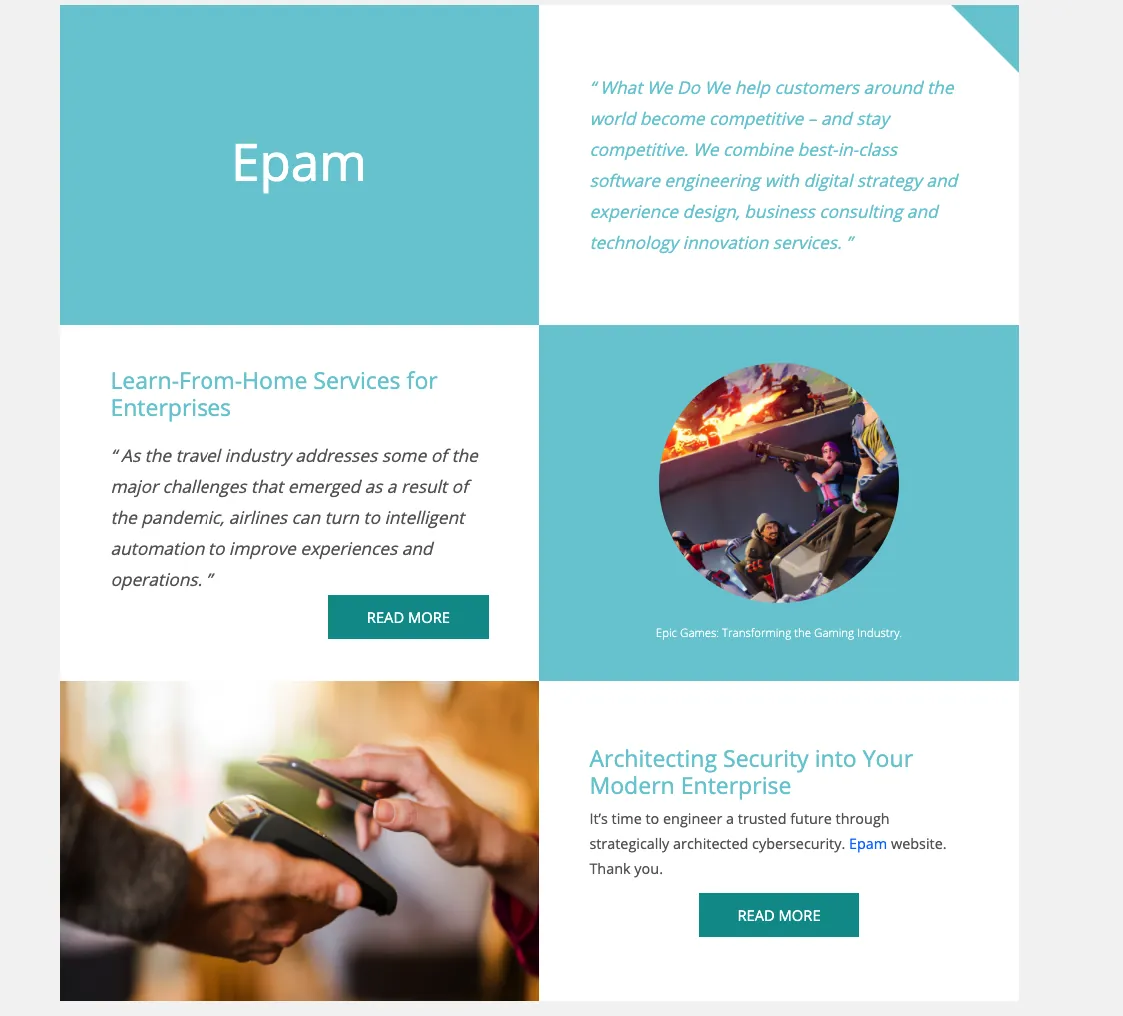 Epam
“ What We Do We help customers around the
world become competitive – and stay
competitive. We combine best-in-class
software engineering with digital strategy and
experience design, business consulting and
technology innovation services. ”
Learn-From-Home Services for
Enterprises
“ As the travel industry addresses some of the
major challenges that emerged as a result of
the pandemic, airlines can turn to intelligent
automation to improve experiences and
operations. ”
READ MORE
Epic Games: Transforming the Gaming Industry.
Architecting Security into Your
Modern Enterprise
It’s time to engineer a trusted future through
strategically architected cybersecurity. Epam website.
Thank you.
READ MORE